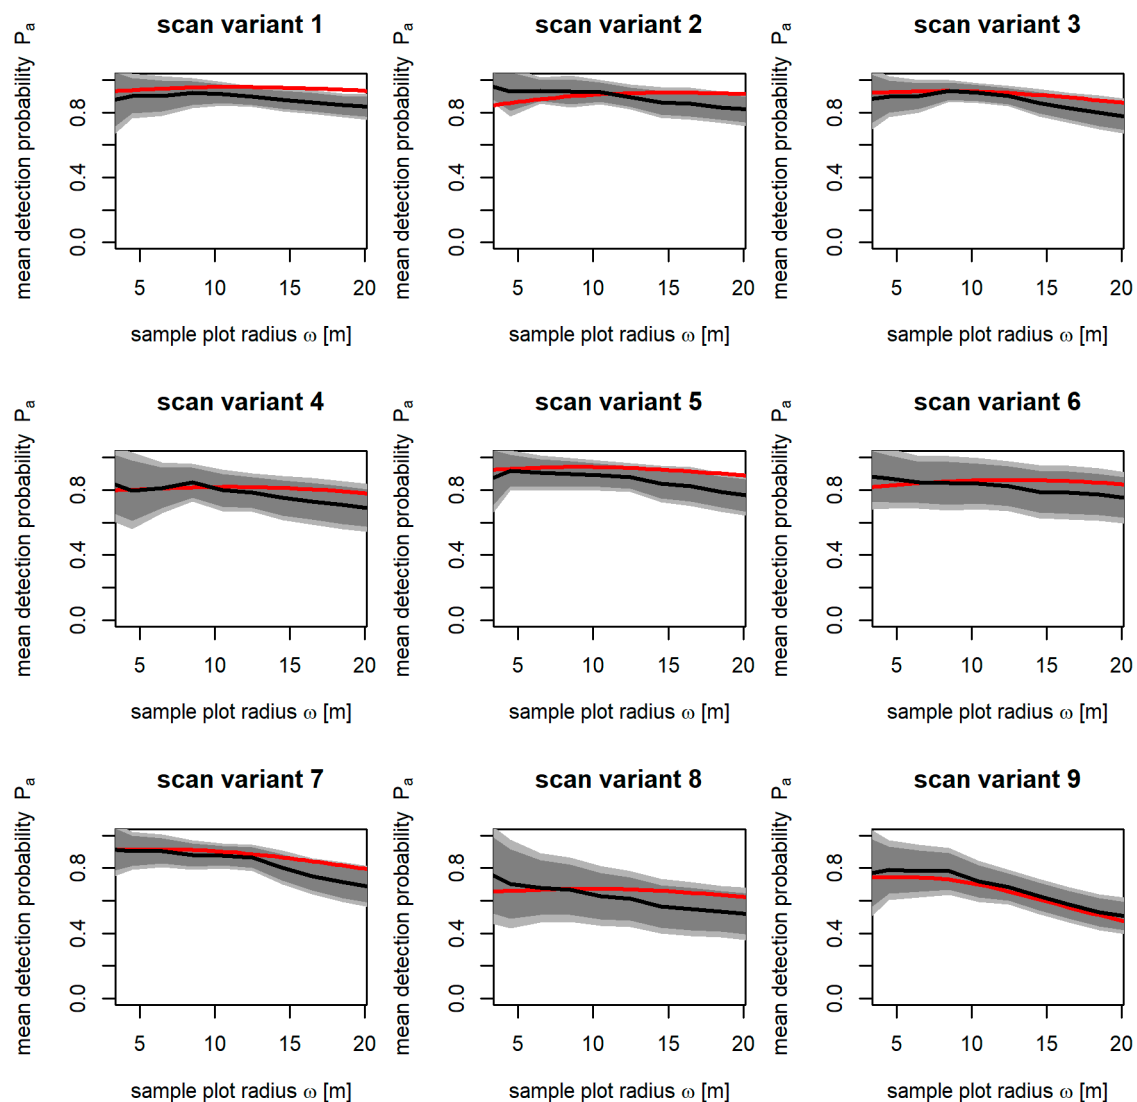 scan variant 1
mean detection probability Pₐ
0.0 0.4 0.8
5 10 15 20
sample plot radius ω [m]
scan variant 2
mean detection probability Pₐ
0.0 0.4 0.8
5 10 15 20
sample plot radius ω [m]
scan variant 3
mean detection probability Pₐ
0.0 0.4 0.8
5 10 15 20
sample plot radius ω [m]
scan variant 4
mean detection probability Pₐ
0.0 0.4 0.8
5 10 15 20
sample plot radius ω [m]
scan variant 5
mean detection probability Pₐ
0.0 0.4 0.8
5 10 15 20
sample plot radius ω [m]
scan variant 6
mean detection probability Pₐ
0.0 0.4 0.8
5 10 15 20
sample plot radius ω [m]
scan variant 7
mean detection probability Pₐ
0.0 0.4 0.8
5 10 15 20
sample plot radius ω [m]
scan variant 8
mean detection probability Pₐ
0.0 0.4 0.8
5 10 15 20
sample plot radius ω [m]
scan variant 9
mean detection probability Pₐ
0.0 0.4 0.8
5 10 15 20
sample plot radius ω [m]